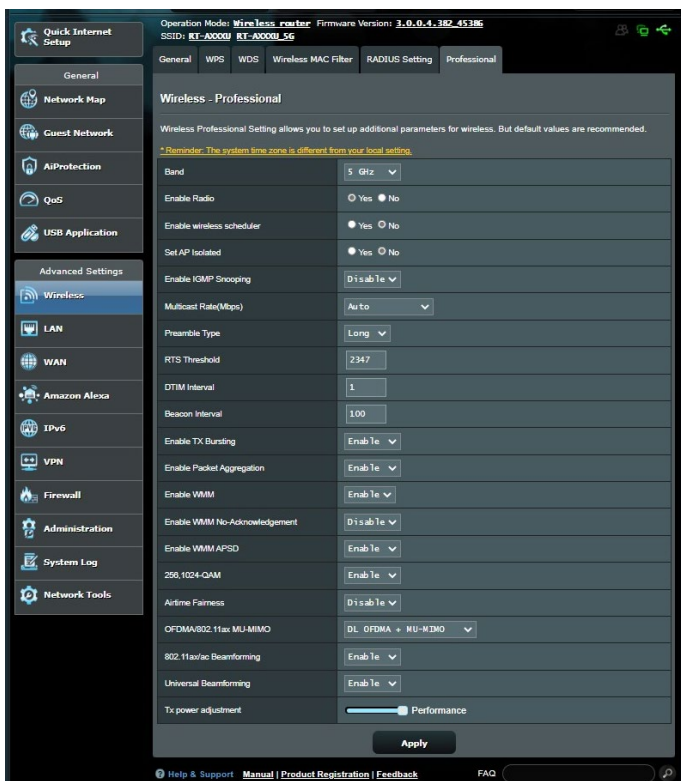 Quick Internet
Setup
Operation Mode: Wireless router Firmware Version: 3.0.0.4.382_45386
SSID: RT-AXXXU RT-AXXXU_5G
General WPS WDS Wireless MAC Filter RADIUS Setting Professional
General
Network Map
Guest Network
AiProtection
QoS
USB Application
Advanced Settings
Wireless
LAN
WAN
Amazon Alexa
IPv6
VPN
Firewall
Administration
System Log
Network Tools
Wireless - Professional
Wireless Professional Setting allows you to set up additional parameters for wireless. But default values are recommended.
* Reminder: The system time zone is different from your local setting.
Band 5 GHz
Enable Radio Yes No
Enable wireless scheduler Yes No
Set AP Isolated Yes No
Enable IGMP Snooping Disable
Multicast Rate(Mbps) Auto
Preamble Type Long
RTS Threshold 2347
DTIM Interval 1
Beacon Interval 100
Enable TX Bursting Enable
Enable Packet Aggregation Enable
Enable WMM Enable
Enable WMM No-Acknowledgement Disable
Enable WMM APSD Enable
256,1024-QAM Enable
Airtime Fairness Disable
OFDMA/802.11ax MU-MIMO DL OFDMA + MU-MIMO
802.11ax/ac Beamforming Enable
Universal Beamforming Enable
Tx power adjustment Performance
Apply
Help & Support Manual | Product Registration | Feedback FAQ